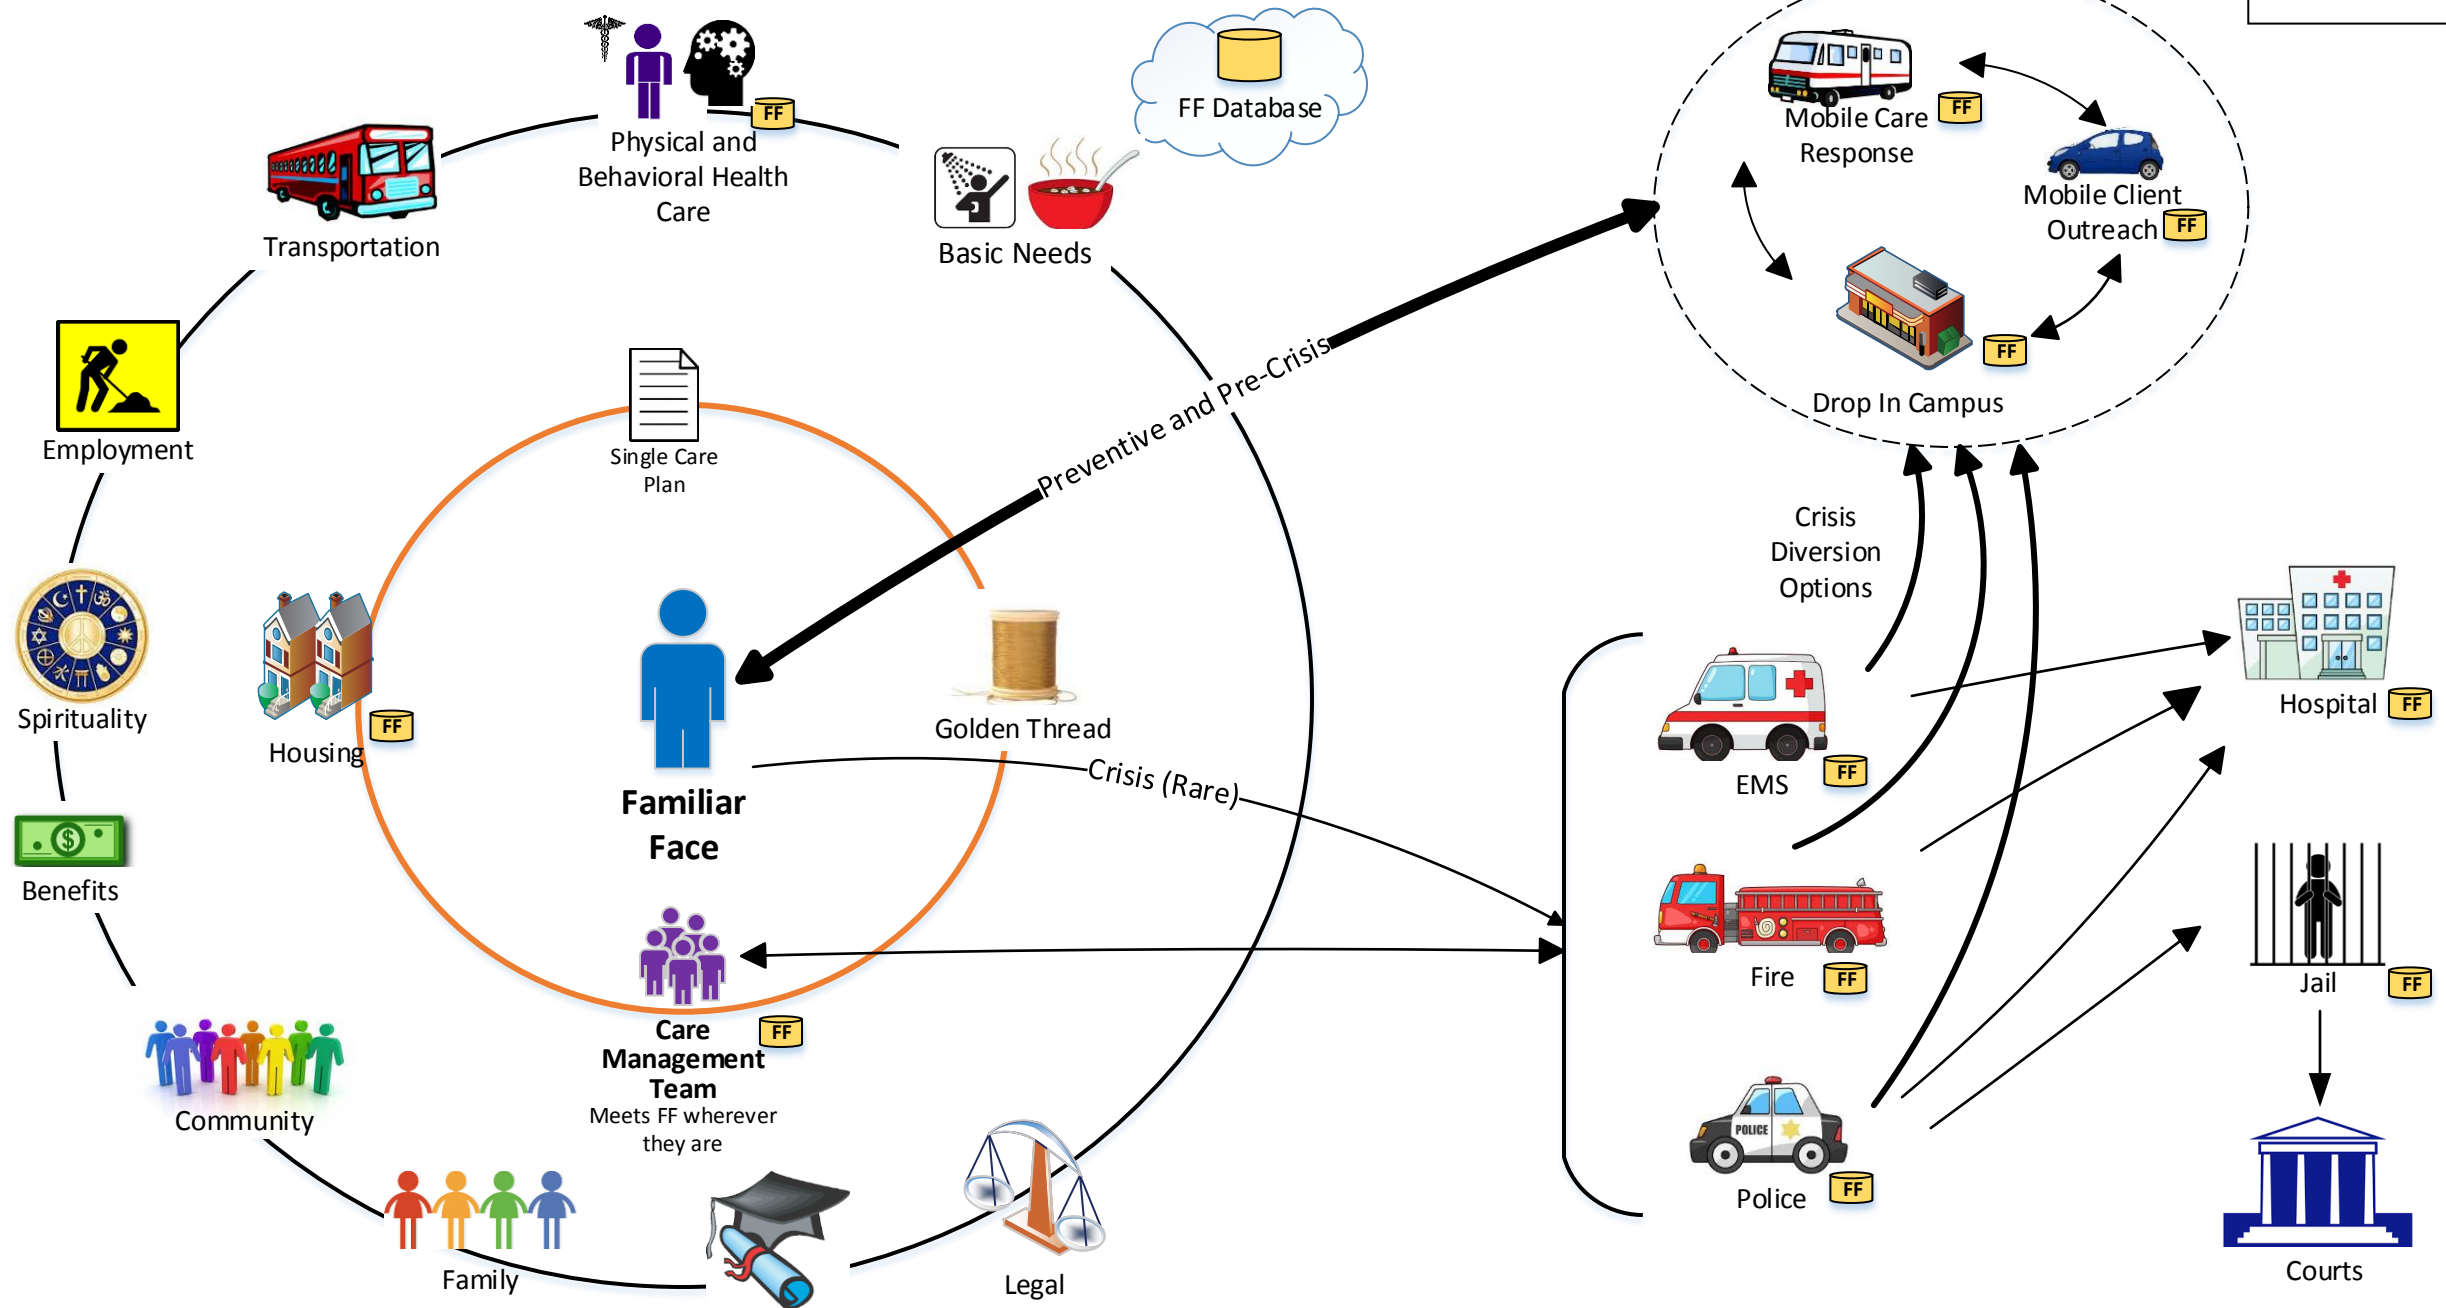 FF
Physical and
Behavioral Health
Care
FF Database
Transportation
Basic Needs
Mobile Care
Response
FF
Mobile Client
Outreach
FF
FF
Drop In Campus
Employment
Single Care
Plan
Preventive and Pre-Crisis
Crisis
Diversion
Options
Spirituality
Housing
FF
Golden Thread
Hospital
FF
Crisis (Rare)
EMS
FF
Familiar
Face
Benefits
Fire
FF
Jail
FF
Care
Management
Team
FF
Meets FF wherever
they are
Community
POLICE
Police
FF
Family
Legal
Courts